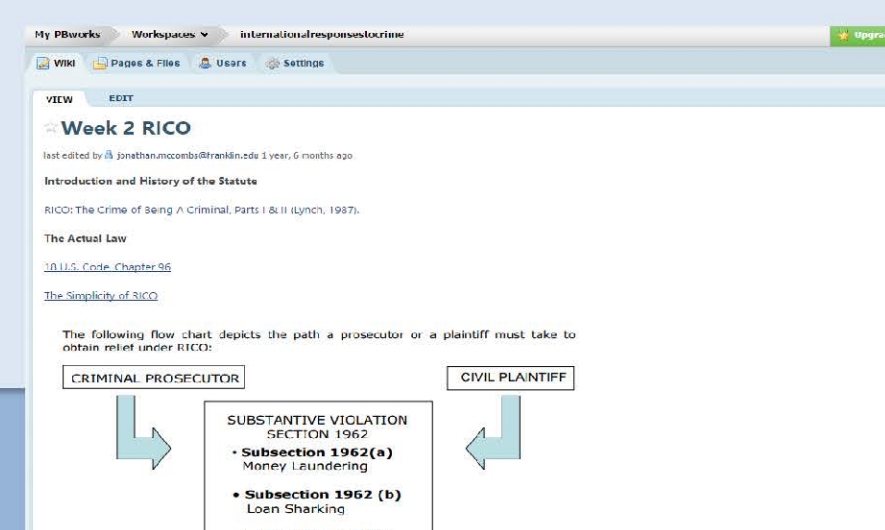 My PBworks Workspaces internationalresponsestocrime
Upgra
Wiki Pages & Files Users Settings
VIEW EDIT
Week 2 RICO
last edited by jonathan.mccombs@franklin.edu 1 year, 6 months ago
Introduction and History of the Statute
RICO: The Crime of Being A Criminal, Parts I & II (Lynch, 1987).
The Actual Law
18 U.S. Code, Chapter 96
The Simplicity of RICO
The following flow chart depicts the path a prosecutor or a plaintiff must take to
obtain relief under RICO:
CRIMINAL PROSECUTOR
CIVIL PLAINTIFF
SUBSTANTIVE VIOLATION
SECTION 1962
• Subsection 1962(a)
Money Laundering
• Subsection 1962 (b)
Loan Sharking